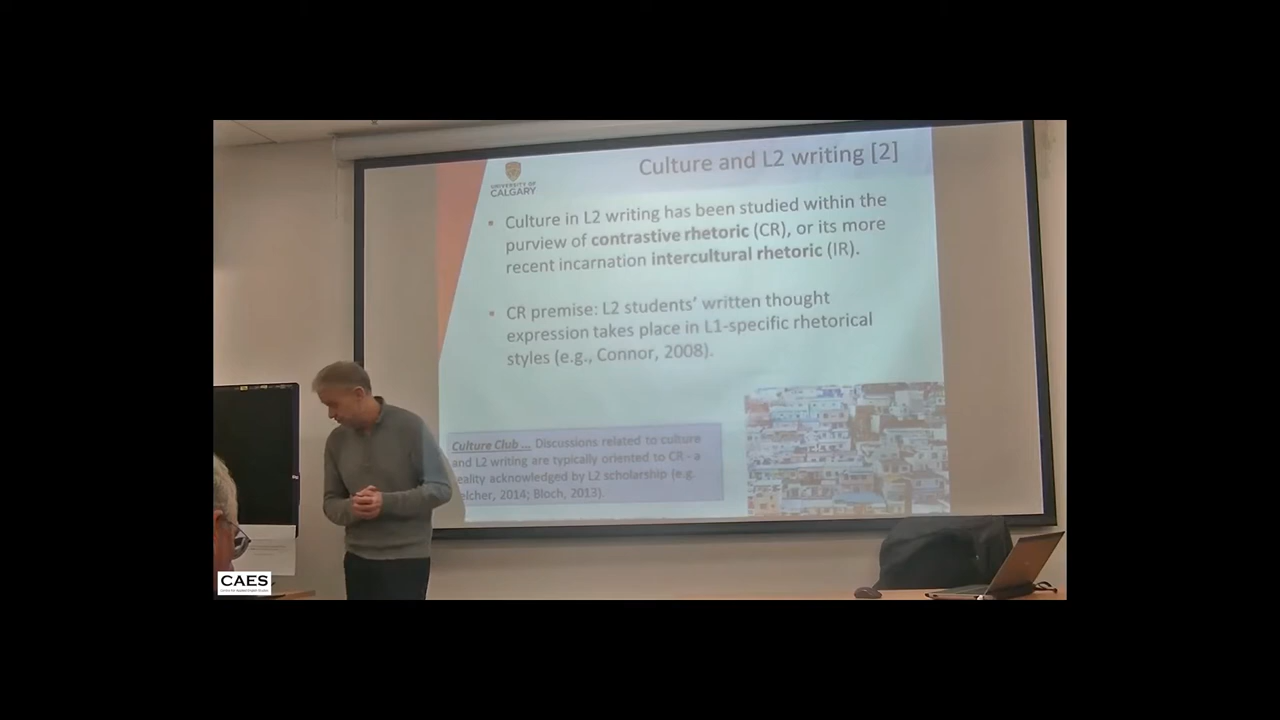 Culture and L2 writing [2]
UNIVERSITY OF
CALGARY
• Culture in L2 writing has been studied within the
purview of contrastive rhetoric (CR), or its more
recent incarnation intercultural rhetoric (IR).
• CR premise: L2 students' written thought
expression takes place in L1-specific rhetorical
styles (e.g., Connor, 2008).
Culture Club ... Discussions related to culture
and L2 writing are typically oriented to CR - a
eality acknowledged by L2 scholarship (e.g.
elcher, 2014; Bloch, 2013).
CAES